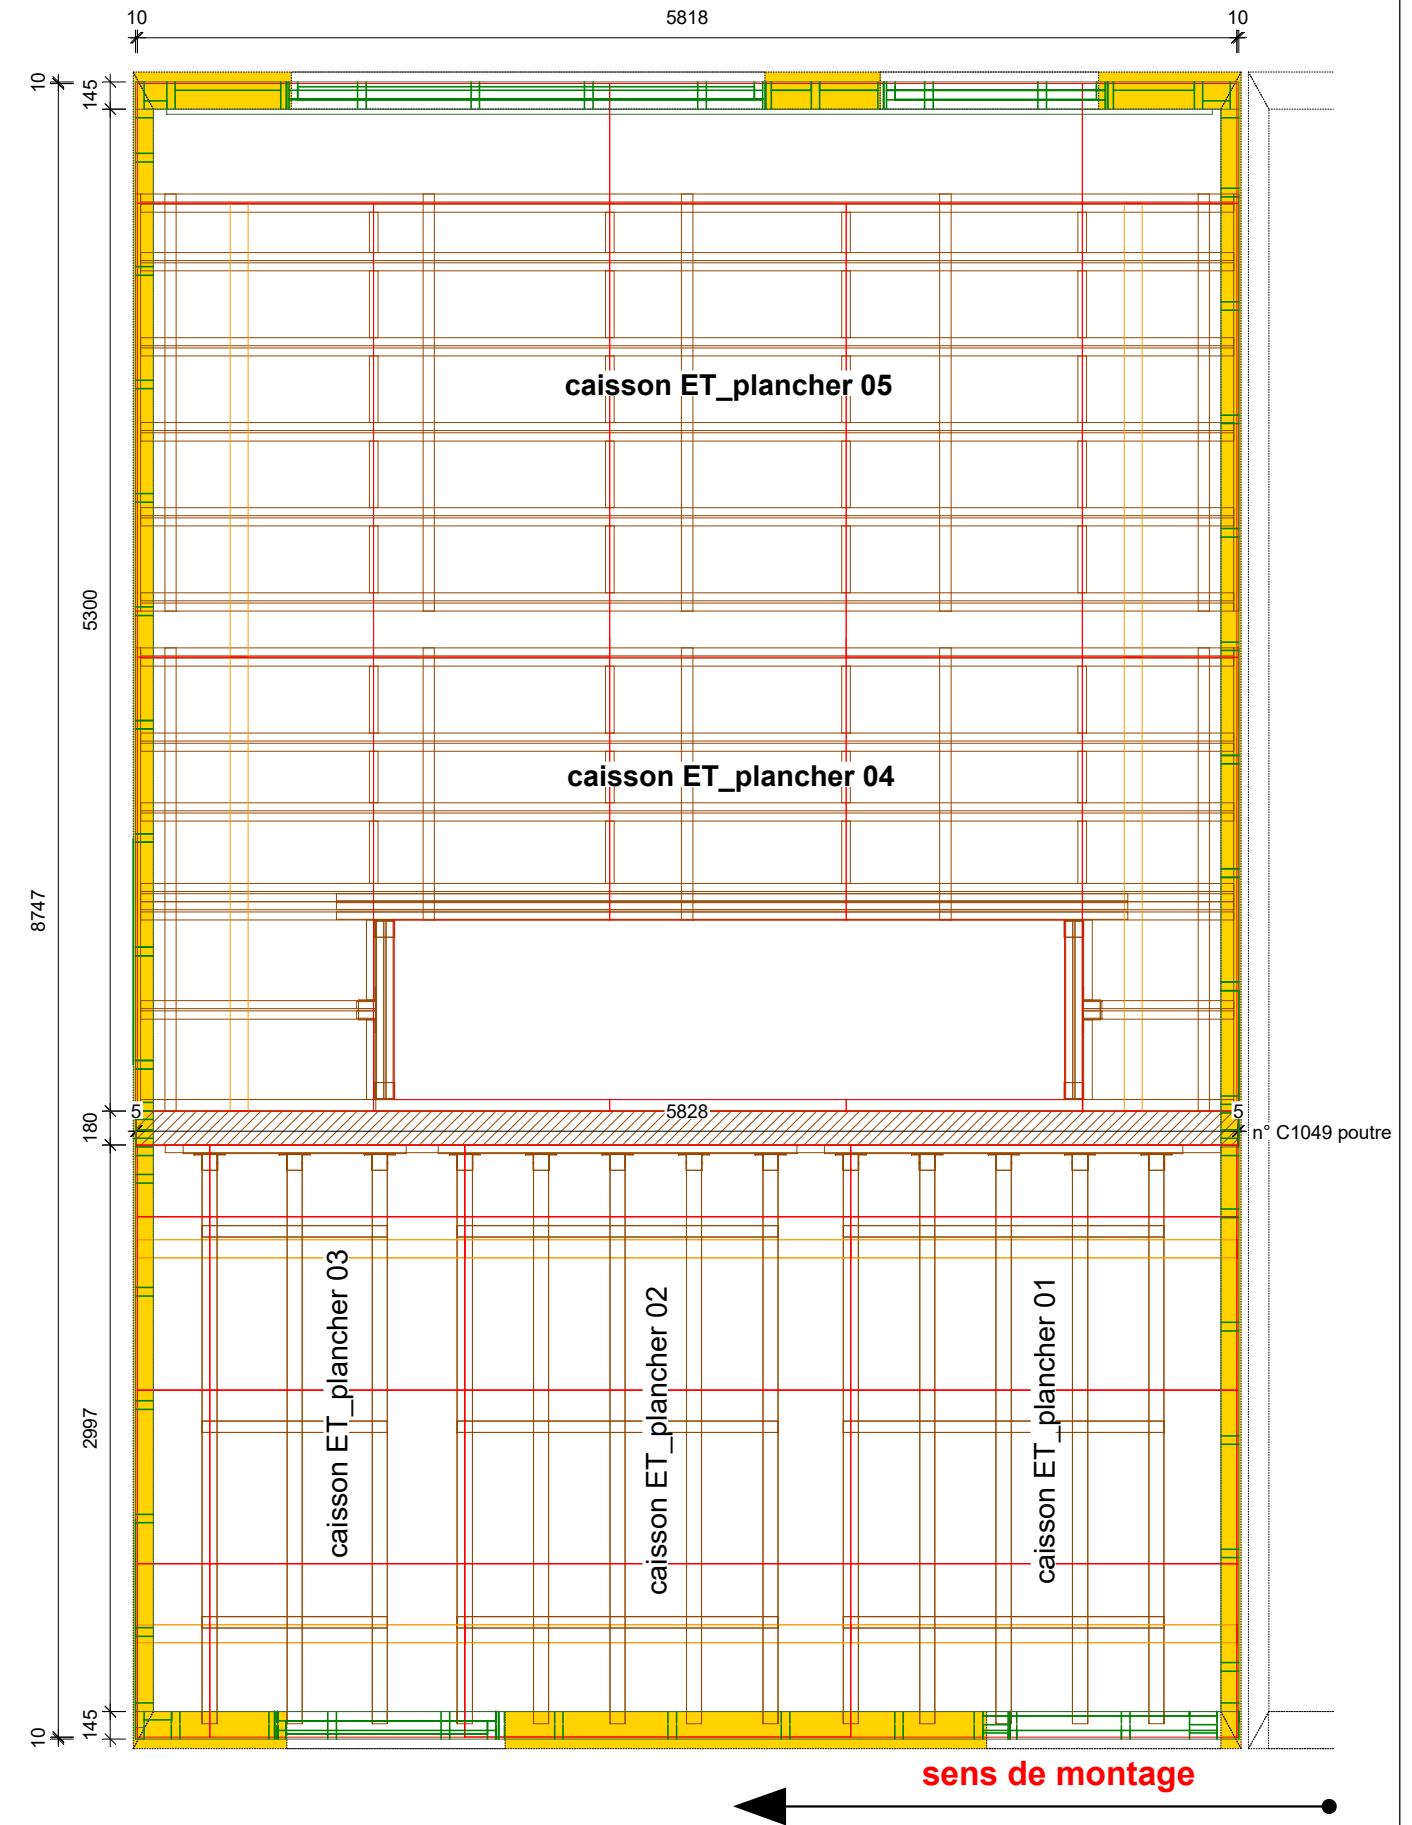 10 5818 10
10
145
caisson ET_plancher 05
5300
caisson ET_plancher 04
8747
180
5 5828 5
n° C1049 poutre
caisson ET_plancher 03
caisson ET_plancher 02
caisson ET_plancher 01
2997
145
10
sens de montage